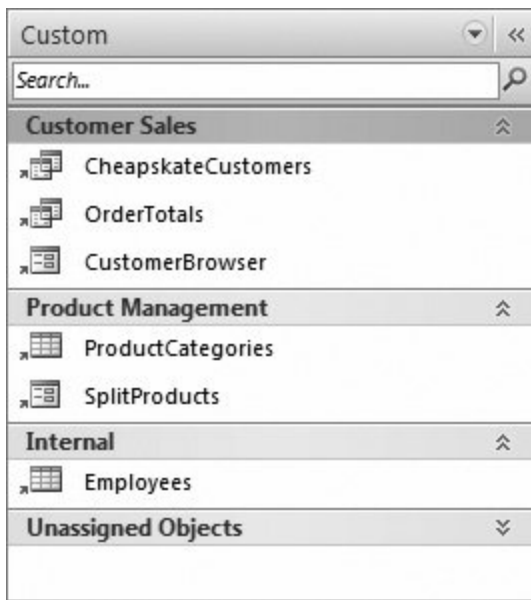 Custom
Search...
Customer Sales
CheapskateCustomers
OrderTotals
CustomerBrowser
Product Management
ProductCategories
SplitProducts
Internal
Employees
Unassigned Objects